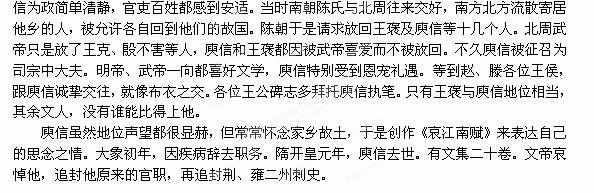 信为政简单清静，官吏百姓都感到安适。当时南朝陈氏与北周往来交好，南方北方流散寄居
他乡的人，被允许各自回到他们的故国。陈朝于是请求放回王褒及庾信等十几个人。北周武
帝只是放了王克、殷不害等人，庾信和王褒都因被武帝喜爱而不被放回。不久庾信被征召为
司宗中大夫。明帝、武帝一向都喜好文学，庾信特别受到恩宠礼遇。等到赵、滕各位王侯，
跟庾信诚挚交往，就像布衣之交。各位王公碑志多拜托庾信执笔。只有王褒与庾信地位相当，
其余文人，没有谁能比得上他。
庾信虽然地位声望都很显赫，但常常怀念家乡故土，于是创作《哀江南赋》来表达自己
的思念之情。大象初年，因疾病辞去职务。隋开皇元年，庾信去世。有文集二十卷。文帝哀
悼他，追封他原来的官职，再追封荆、雍二州刺史。